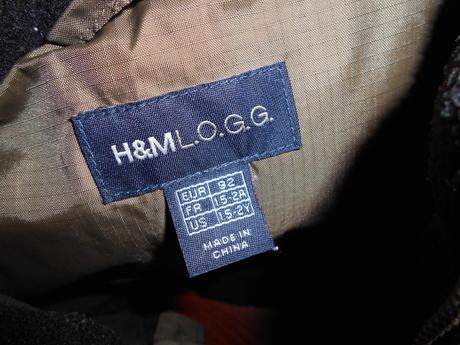 H&M L.O.G.G.
EUR 92
FR 1.5-2A
US 1.5-2Y
MADE IN
CHINA